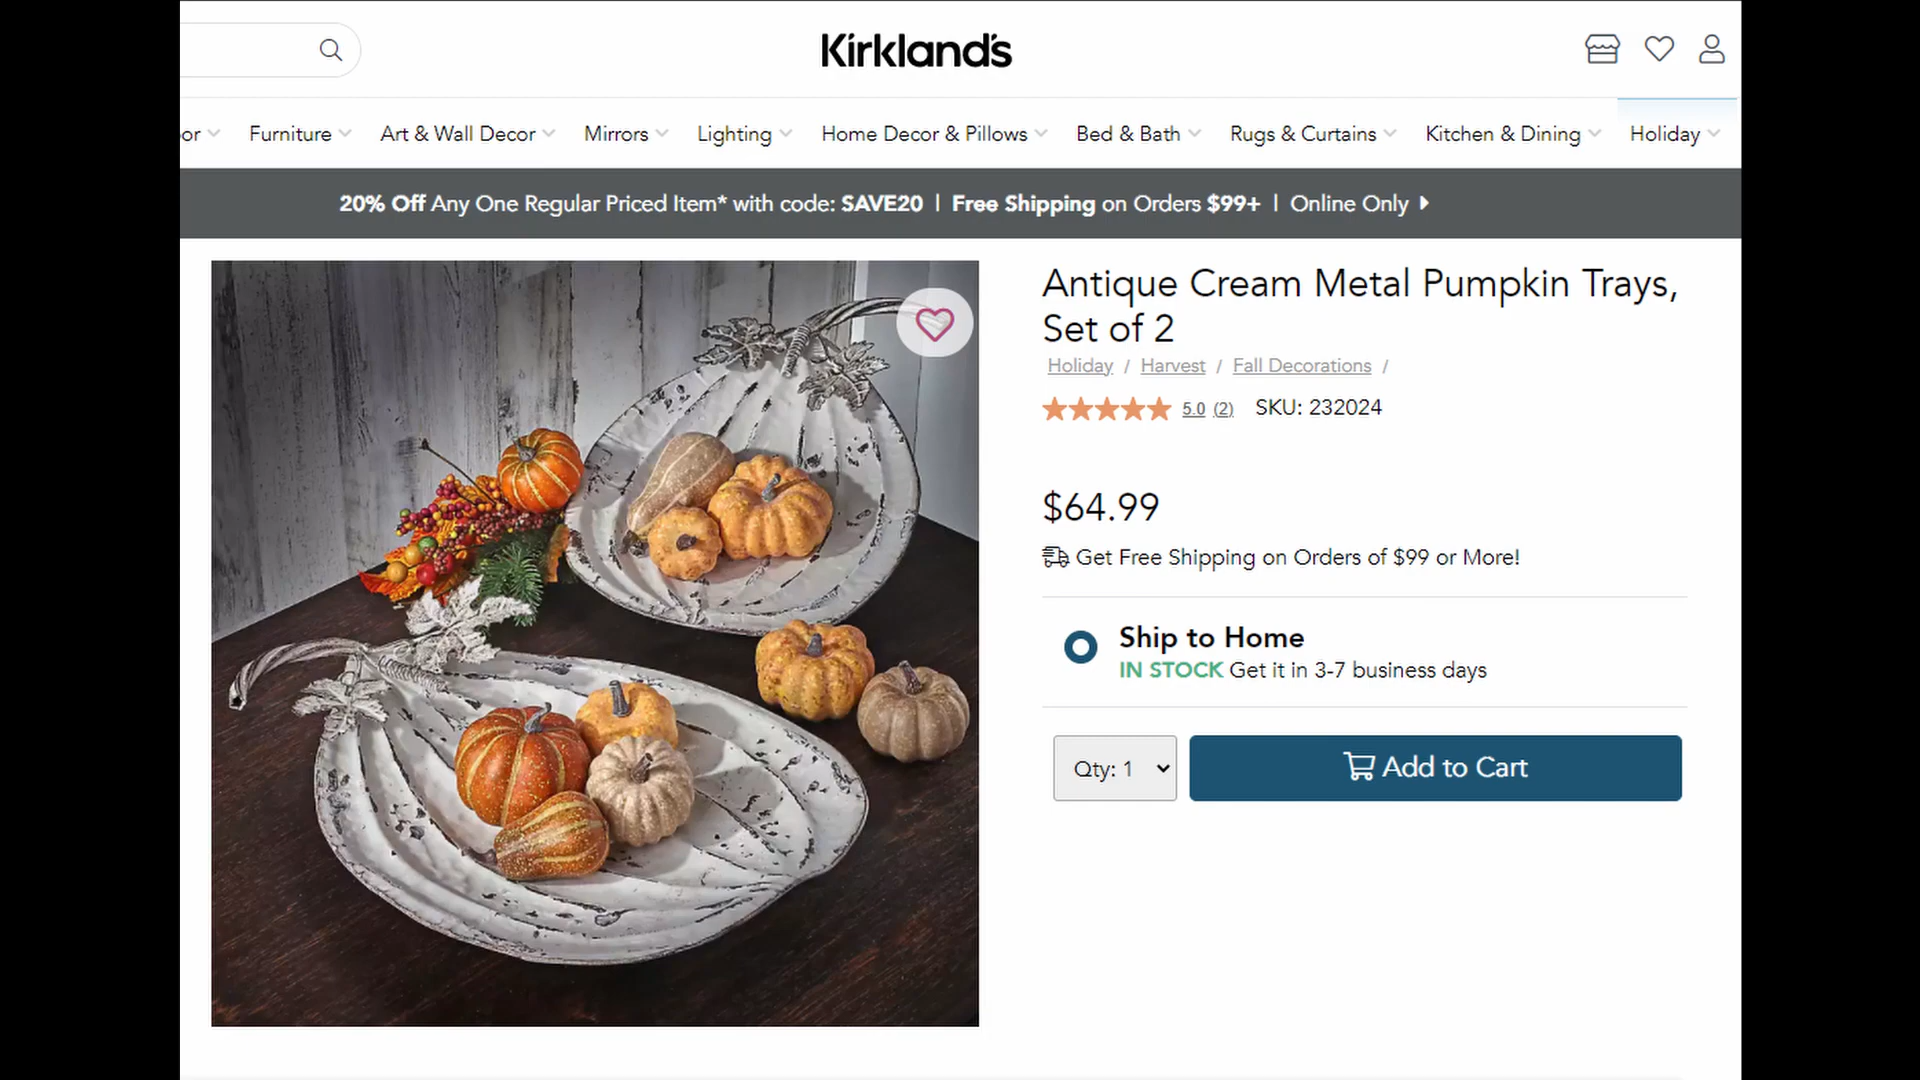 Kirkland's
or
Furniture
Art & Wall Decor
Mirrors
Lighting
Home Decor & Pillows
Bed & Bath
Rugs & Curtains
Kitchen & Dining
Holiday
20% Off Any One Regular Priced Item* with code: SAVE20 | Free Shipping on Orders $99+ | Online Only
Antique Cream Metal Pumpkin Trays,
Set of 2
Holiday / Harvest / Fall Decorations /
5.0 (2) SKU: 232024
$64.99
Get Free Shipping on Orders of $99 or More!
Ship to Home
IN STOCK Get it in 3-7 business days
Qty: 1
Add to Cart